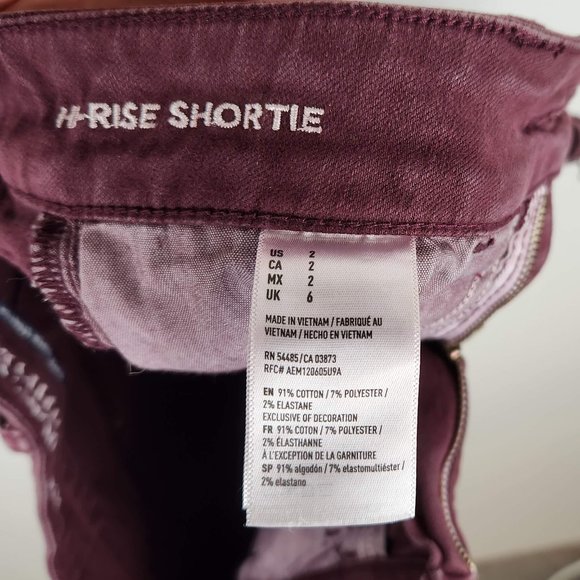 HI-RISE SHORTIE
US 2
CA 2
MX 2
UK 6
MADE IN VIETNAM / FABRIQUÉ AU
VIETNAM / HECHO EN VIETNAM
RN 54485/CA 03873
RFC# AEM120605U9A
EN 91% COTTON / 7% POLYESTER /
2% ELASTANE
EXCLUSIVE OF DECORATION
FR 91% COTON / 7% POLYESTER /
2% ÉLASTHANNE
À L'EXCEPTION DE LA GARNITURE
SP 91% algodón / 7% elastomultiéster /
2% elastano